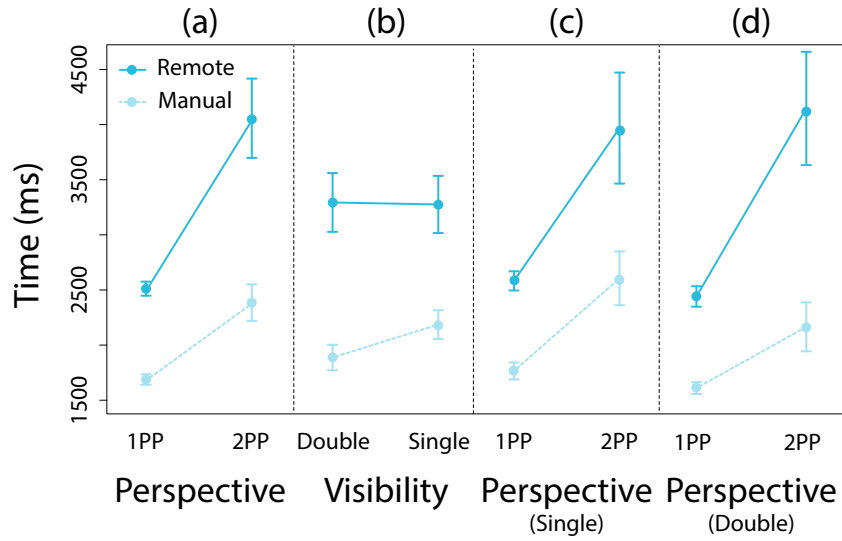 (a) (b) (c) (d)
Remote
Manual
Time (ms)
4500
3500
2500
1500
1PP 2PP Double Single 1PP 2PP 1PP 2PP
Perspective Visibility Perspective Perspective
(Single) (Double)